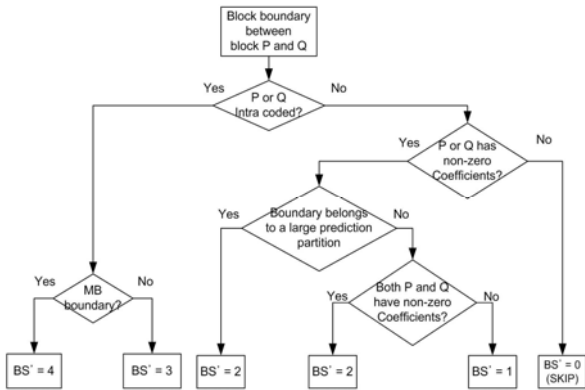 Block boundary
between
block P and Q
Yes
No
P or Q
Intra coded?
Yes
No
P or Q has
non-zero
Coefficients?
Yes
No
Boundary belongs
to a large prediction
partition
Yes
No
MB
boundary?
Yes
No
Both P and Q
have non-zero
Coefficients?
BS´ = 4
BS´ = 3
BS´ = 2
BS´ = 2
BS´ = 1
BS´ = 0
(SKIP)